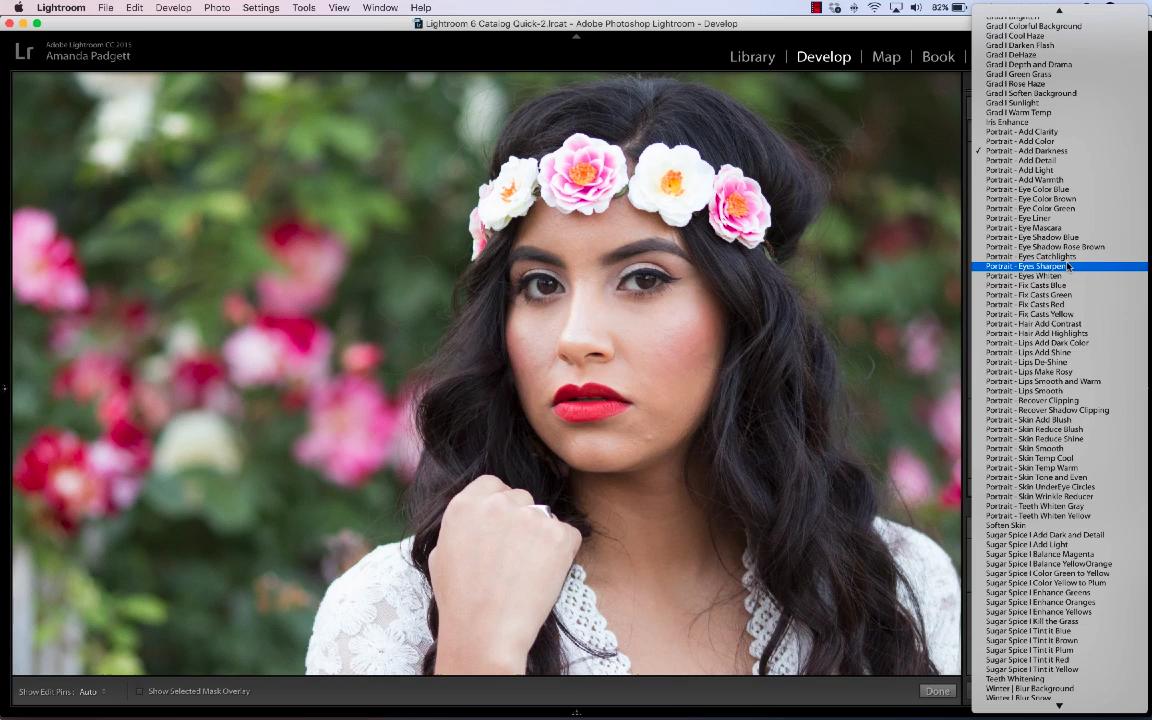 Lightroom File Edit Develop Photo Settings Tools View Window Help 82%
Lightroom 6 Catalog Quick-2.lrcat - Adobe Photoshop Lightroom - Develop
Lr
Adobe Lightroom CC 2015
Amanda Padgett
Library Develop Map Book
Grad | Brighten
Grad | Colorful Background
Grad | Cool Haze
Grad | Darken Flash
Grad | DeHaze
Grad | Depth and Drama
Grad | Green Grass
Grad | Rose Haze
Grad | Soften Background
Grad | Sunlight
Grad | Warm Temp
Iris Enhance
Portrait - Add Clarity
Portrait - Add Color
✓ Portrait - Add Darkness
Portrait - Add Detail
Portrait - Add Light
Portrait - Add Warmth
Portrait - Eye Color Blue
Portrait - Eye Color Brown
Portrait - Eye Color Green
Portrait - Eye Liner
Portrait - Eye Mascara
Portrait - Eye Shadow Blue
Portrait - Eye Shadow Rose Brown
Portrait - Eyes Catchlights
Portrait - Eyes Sharpen
Portrait - Eyes Whiten
Portrait - Fix Casts Blue
Portrait - Fix Casts Green
Portrait - Fix Casts Red
Portrait - Fix Casts Yellow
Portrait - Hair Add Contrast
Portrait - Hair Add Highlights
Portrait - Lips Add Dark Color
Portrait - Lips Add Shine
Portrait - Lips De-Shine
Portrait - Lips Make Rosy
Portrait - Lips Smooth and Warm
Portrait - Lips Smooth
Portrait - Recover Clipping
Portrait - Recover Shadow Clipping
Portrait - Skin Add Blush
Portrait - Skin Reduce Blush
Portrait - Skin Reduce Shine
Portrait - Skin Smooth
Portrait - Skin Temp Cool
Portrait - Skin Temp Warm
Portrait - Skin Tone and Even
Portrait - Skin UnderEye Circles
Portrait - Skin Wrinkle Reducer
Portrait - Teeth Whiten Gray
Portrait - Teeth Whiten Yellow
Soften Skin
Sugar Spice | Add Dark and Detail
Sugar Spice | Add Light
Sugar Spice | Balance Magenta
Sugar Spice | Balance YellowOrange
Sugar Spice | Color Green to Yellow
Sugar Spice | Color Yellow to Plum
Sugar Spice | Enhance Greens
Sugar Spice | Enhance Oranges
Sugar Spice | Enhance Yellows
Sugar Spice | Kill the Grass
Sugar Spice | Tint it Blue
Sugar Spice | Tint it Brown
Sugar Spice | Tint it Plum
Sugar Spice | Tint it Red
Sugar Spice | Tint it Yellow
Teeth Whitening
Winter | Blur Background
Winter | Blur Snow
Show Edit Pins: Auto Show Selected Mask Overlay Done